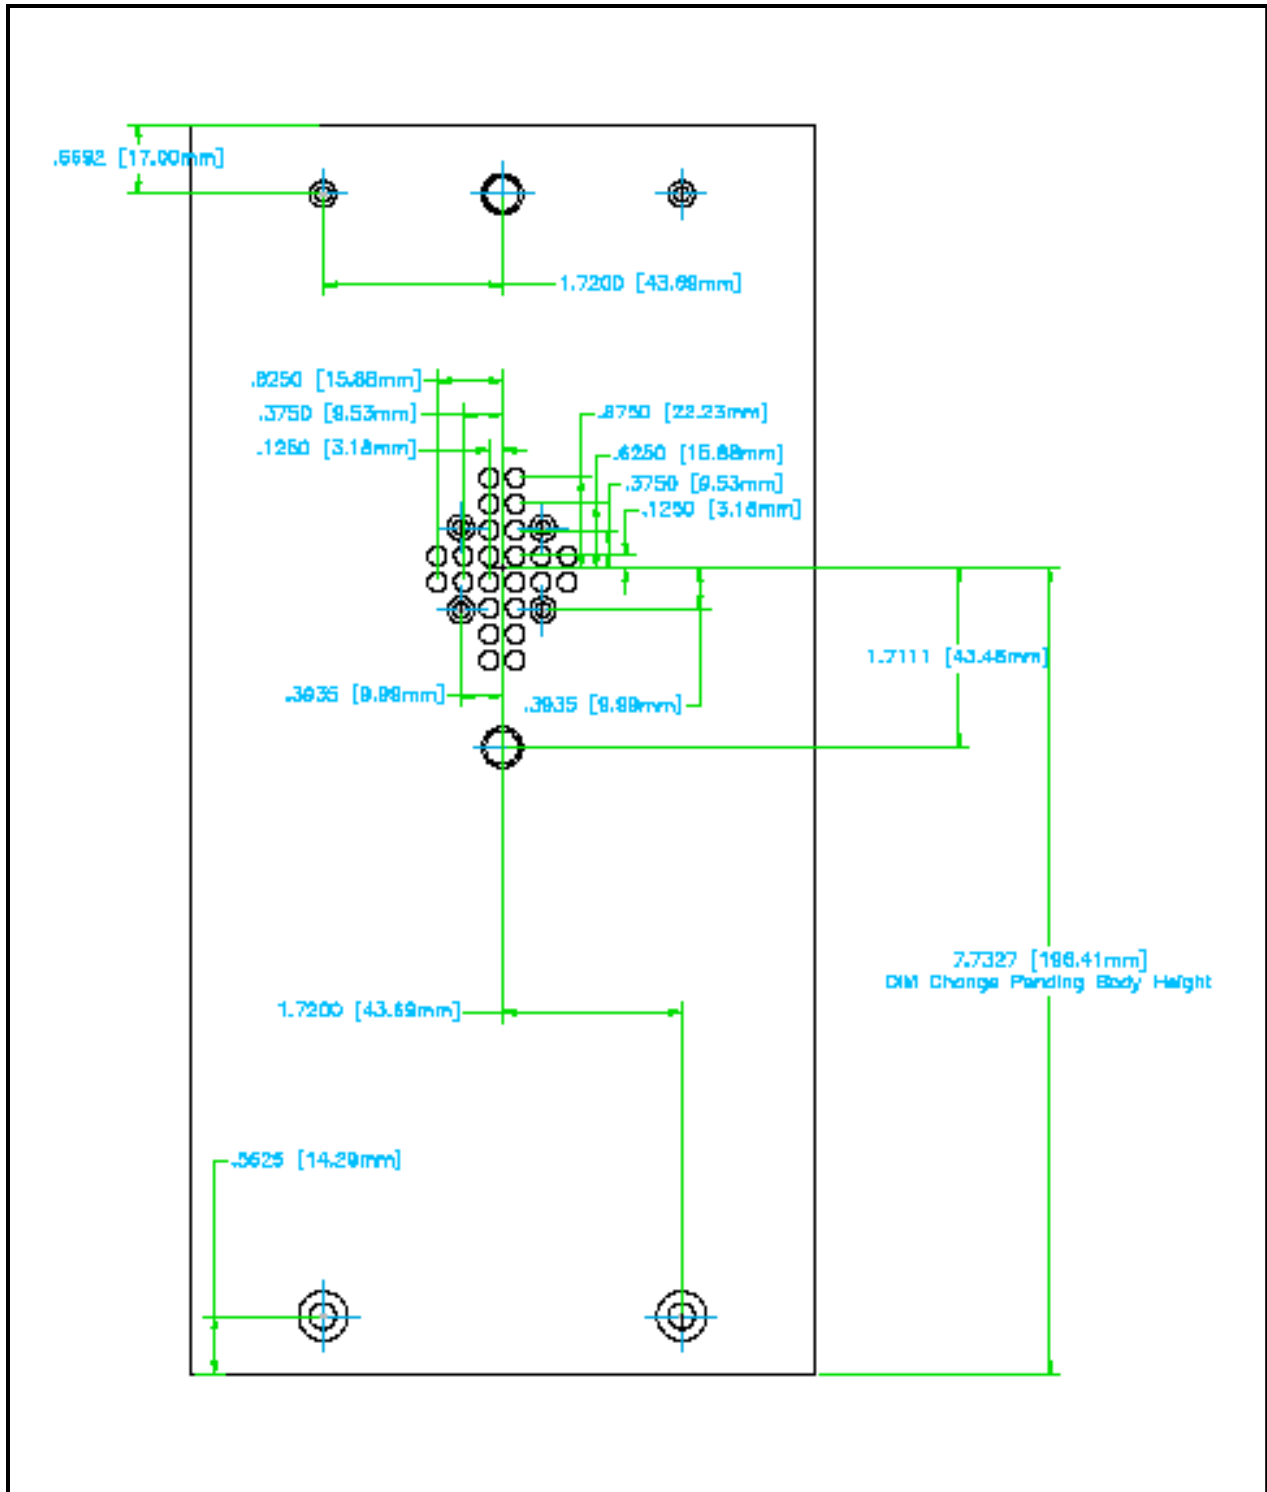 .6692 [17.00mm]
1.7200 [43.69mm]
.6250 [15.88mm]
.3750 [9.53mm]
.8750 [22.23mm]
.1250 [3.18mm]
.6250 [15.88mm]
.3750 [9.53mm]
.1250 [3.18mm]
1.7111 [43.46mm]
.3935 [9.99mm]
.3935 [9.99mm]
7.7327 [196.41mm]
DIM Change Pending Body Height
1.7200 [43.69mm]
.5625 [14.29mm]